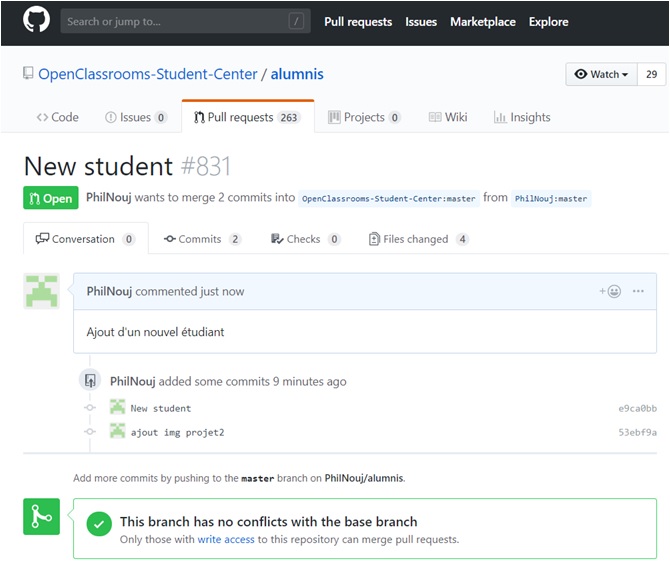 Search or jump to... / Pull requests Issues Marketplace Explore
OpenClassrooms-Student-Center / alumnis Watch 29
Code Issues 0 Pull requests 263 Projects 0 Wiki Insights
New student #831
Open PhilNouj wants to merge 2 commits into OpenClassrooms-Student-Center:master from PhilNouj:master
Conversation 0 Commits 2 Checks 0 Files changed 4
PhilNouj commented just now
Ajout d'un nouvel étudiant
PhilNouj added some commits 9 minutes ago
New student e9ca0bb
ajout img projet2 53ebf9a
Add more commits by pushing to the master branch on PhilNouj/alumnis.
This branch has no conflicts with the base branch
Only those with write access to this repository can merge pull requests.